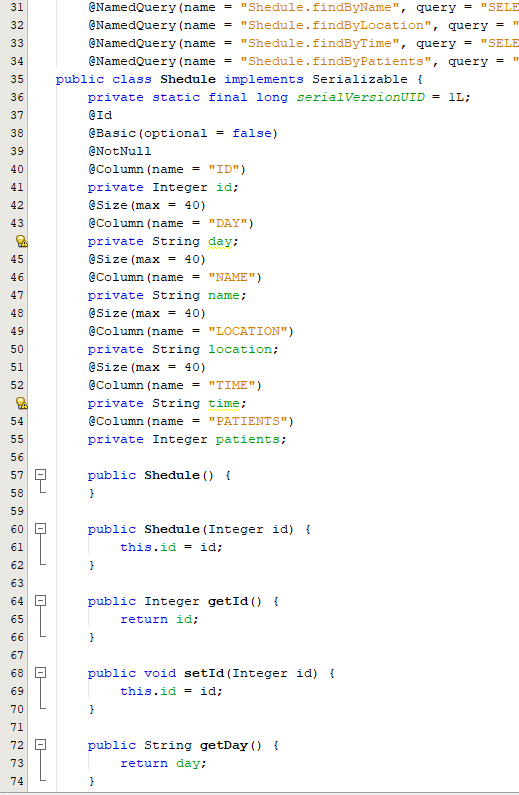 31 @NamedQuery(name = "Shedule.findByName", query = "SELE
32 @NamedQuery(name = "Shedule.findByLocation", query = "
33 @NamedQuery(name = "Shedule.findByTime", query = "SELE
34 @NamedQuery(name = "Shedule.findByPatients", query = "
35 public class Shedule implements Serializable {
36 private static final long serialVersionUID = 1L;
37 @Id
38 @Basic(optional = false)
39 @NotNull
40 @Column(name = "ID")
41 private Integer id;
42 @Size(max = 40)
43 @Column(name = "DAY")
private String day;
45 @Size(max = 40)
46 @Column(name = "NAME")
47 private String name;
48 @Size(max = 40)
49 @Column(name = "LOCATION")
50 private String location;
51 @Size(max = 40)
52 @Column(name = "TIME")
private String time;
54 @Column(name = "PATIENTS")
55 private Integer patients;
56
57 public Shedule() {
58 }
59
60 public Shedule(Integer id) {
61 this.id = id;
62 }
63
64 public Integer getId() {
65 return id;
66 }
67
68 public void setId(Integer id) {
69 this.id = id;
70 }
71
72 public String getDay() {
73 return day;
74 }